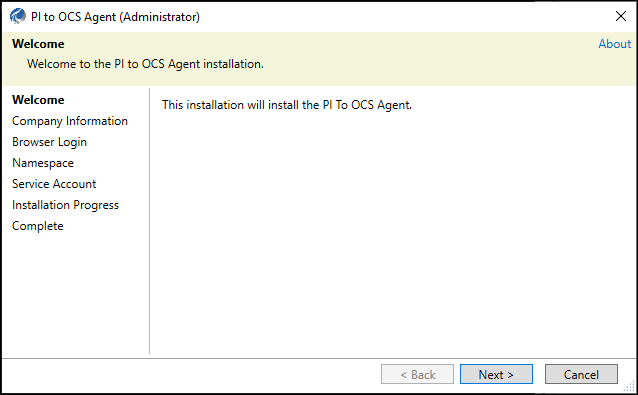 PI to OCS Agent (Administrator)
Welcome
About
Welcome to the PI to OCS Agent installation.
Welcome
Company Information
Browser Login
Namespace
Service Account
Installation Progress
Complete
This installation will install the PI To OCS Agent.
< Back
Next >
Cancel